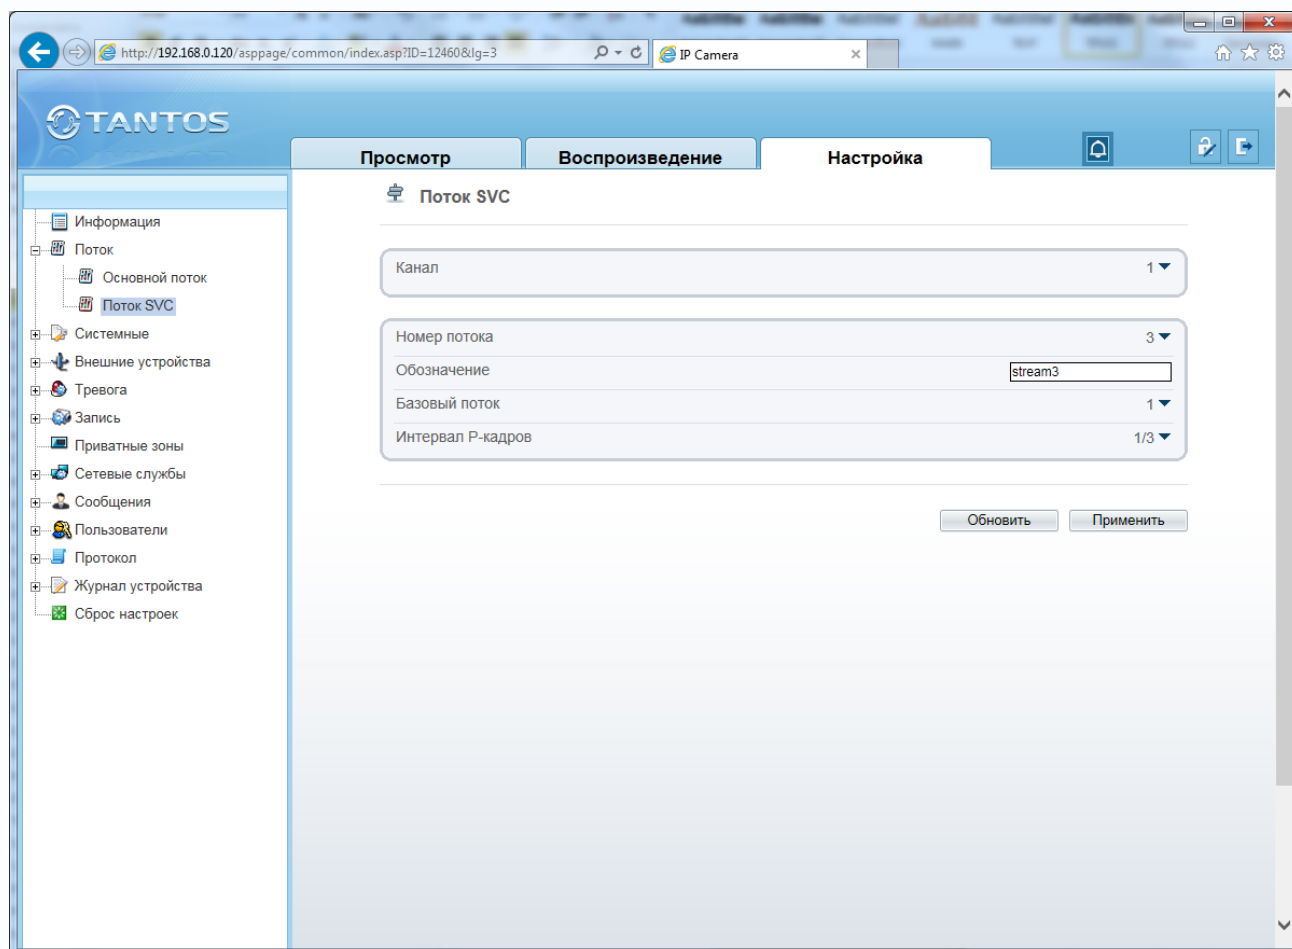 http://192.168.0.120/asppage/common/index.asp?ID=12460&lg=3
IP Camera
TANTOS
Просмотр
Воспроизведение
Настройка
Информация
Поток
Основной поток
Поток SVC
Системные
Внешние устройства
Тревога
Запись
Приватные зоны
Сетевые службы
Сообщения
Пользователи
Протокол
Журнал устройства
Сброс настроек
Поток SVC
Канал 1
Номер потока 3
Обозначение stream3
Базовый поток 1
Интервал P-кадров 1/3
Обновить Применить